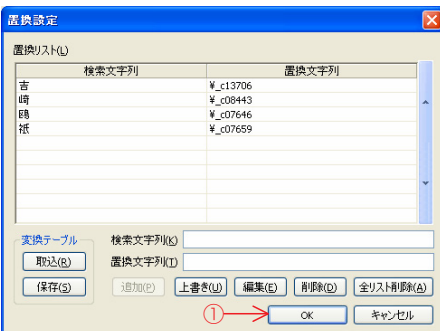 置換設定
置換リスト(L)
検索文字列 置換文字列
𠮷 ¥_c13706
﨑 ¥_c08443
鴎 ¥_c07646
祇 ¥_c07659
変換テーブル
検索文字列(K)
取込(R)
置換文字列(T)
保存(S) 追加(P) 上書き(U) 編集(E) 削除(D) 全リスト削除(A)
① OK キャンセル